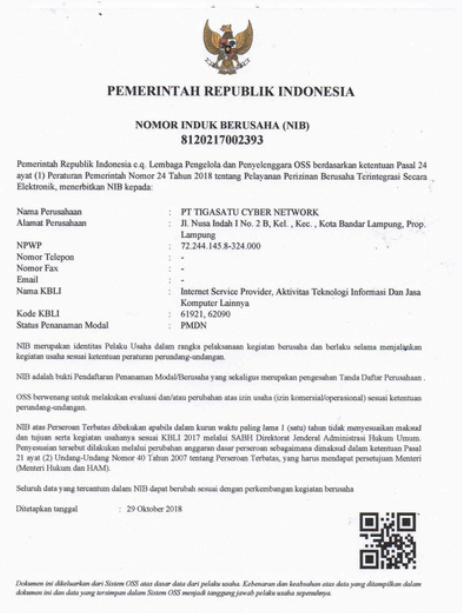 PEMERINTAH REPUBLIK INDONESIA
NOMOR INDUK BERUSAHA (NIB)
8120217002393
Pemerintah Republik Indonesia c.q. Lembaga Pengelola dan Penyelenggara OSS berdasarkan ketentuan Pasal 24
ayat (1) Peraturan Pemerintah Nomor 24 Tahun 2018 tentang Pelayanan Perizinan Berusaha Terintegrasi Secara
Elektronik, menerbitkan NIB kepada:
Nama Perusahaan : PT TIGASATU CYBER NETWORK
Alamat Perusahaan : Jl. Nusa Indah I No. 2 B, Kel. , Kec. , Kota Bandar Lampung, Prop.
Lampung
NPWP : 72.244.145.8-324.000
Nomor Telepon : -
Nomor Fax : -
Email : -
Nama KBLI : Internet Service Provider, Aktivitas Teknologi Informasi Dan Jasa
Komputer Lainnya
Kode KBLI : 61921, 62090
Status Penanaman Modal : PMDN
NIB merupakan identitas Pelaku Usaha dalam rangka pelaksanaan kegiatan berusaha dan berlaku selama menjalankan
kegiatan usaha sesuai ketentuan peraturan perundang-undangan.
NIB adalah bukti Pendaftaran Penanaman Modal/Berusaha yang sekaligus merupakan pengesahan Tanda Daftar Perusahaan .
OSS berwenang untuk melakukan evaluasi dan/atau perubahan atas izin usaha (izin komersial/operasional) sesuai ketentuan
perundang-undangan.
NIB atas Perseroan Terbatas dibekukan apabila dalam kurun waktu paling lama 1 (satu) tahun tidak menyesuaikan maksud
dan tujuan serta kegiatan usahanya sesuai KBLI 2017 melalui SABH Direktorat Jenderal Administrasi Hukum Umum.
Penyesuaian tersebut dilakukan melalui perubahan anggaran dasar perseroan sebagaimana dimaksud dalam ketentuan Pasal
21 ayat (2) Undang-Undang Nomor 40 Tahun 2007 tentang Perseroan Terbatas, yang harus mendapat persetujuan Menteri
(Menteri Hukum dan HAM).
Seluruh data yang tercantum dalam NIB dapat berubah sesuai dengan perkembangan kegiatan berusaha
Ditetapkan tanggal : 29 Oktober 2018
Dokumen ini dikeluarkan dari Sistem OSS atas dasar data dari pelaku usaha. Kebenaran dan keabsahan atas data yang ditampilkan dalam
dokumen ini dan data yang tersimpan dalam Sistem OSS menjadi tanggung jawab pelaku usaha sepenuhnya.